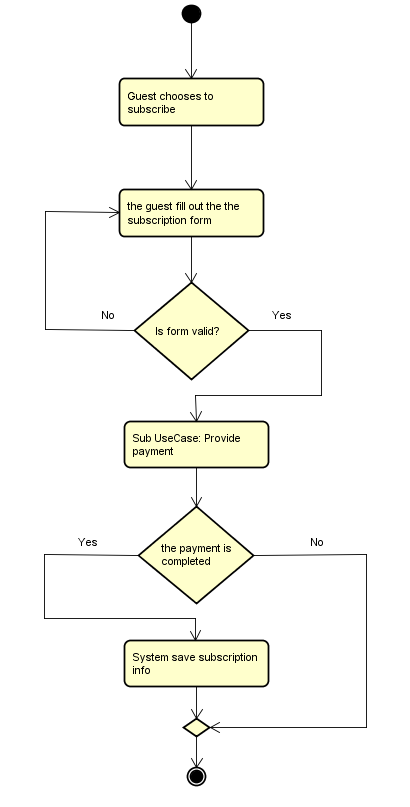 Guest chooses to
subscribe
the guest fill out the the
subscription form
No
Yes
Is form valid?
Sub UseCase: Provide
payment
Yes
No
the payment is
completed
System save subscription
info